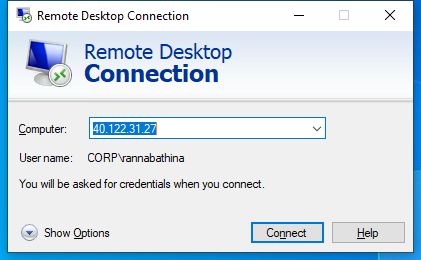 Remote Desktop Connection
Remote Desktop
Connection
Computer: 40.122.31.27
User name: CORP\rannabathina
You will be asked for credentials when you connect.
Show Options Connect Help